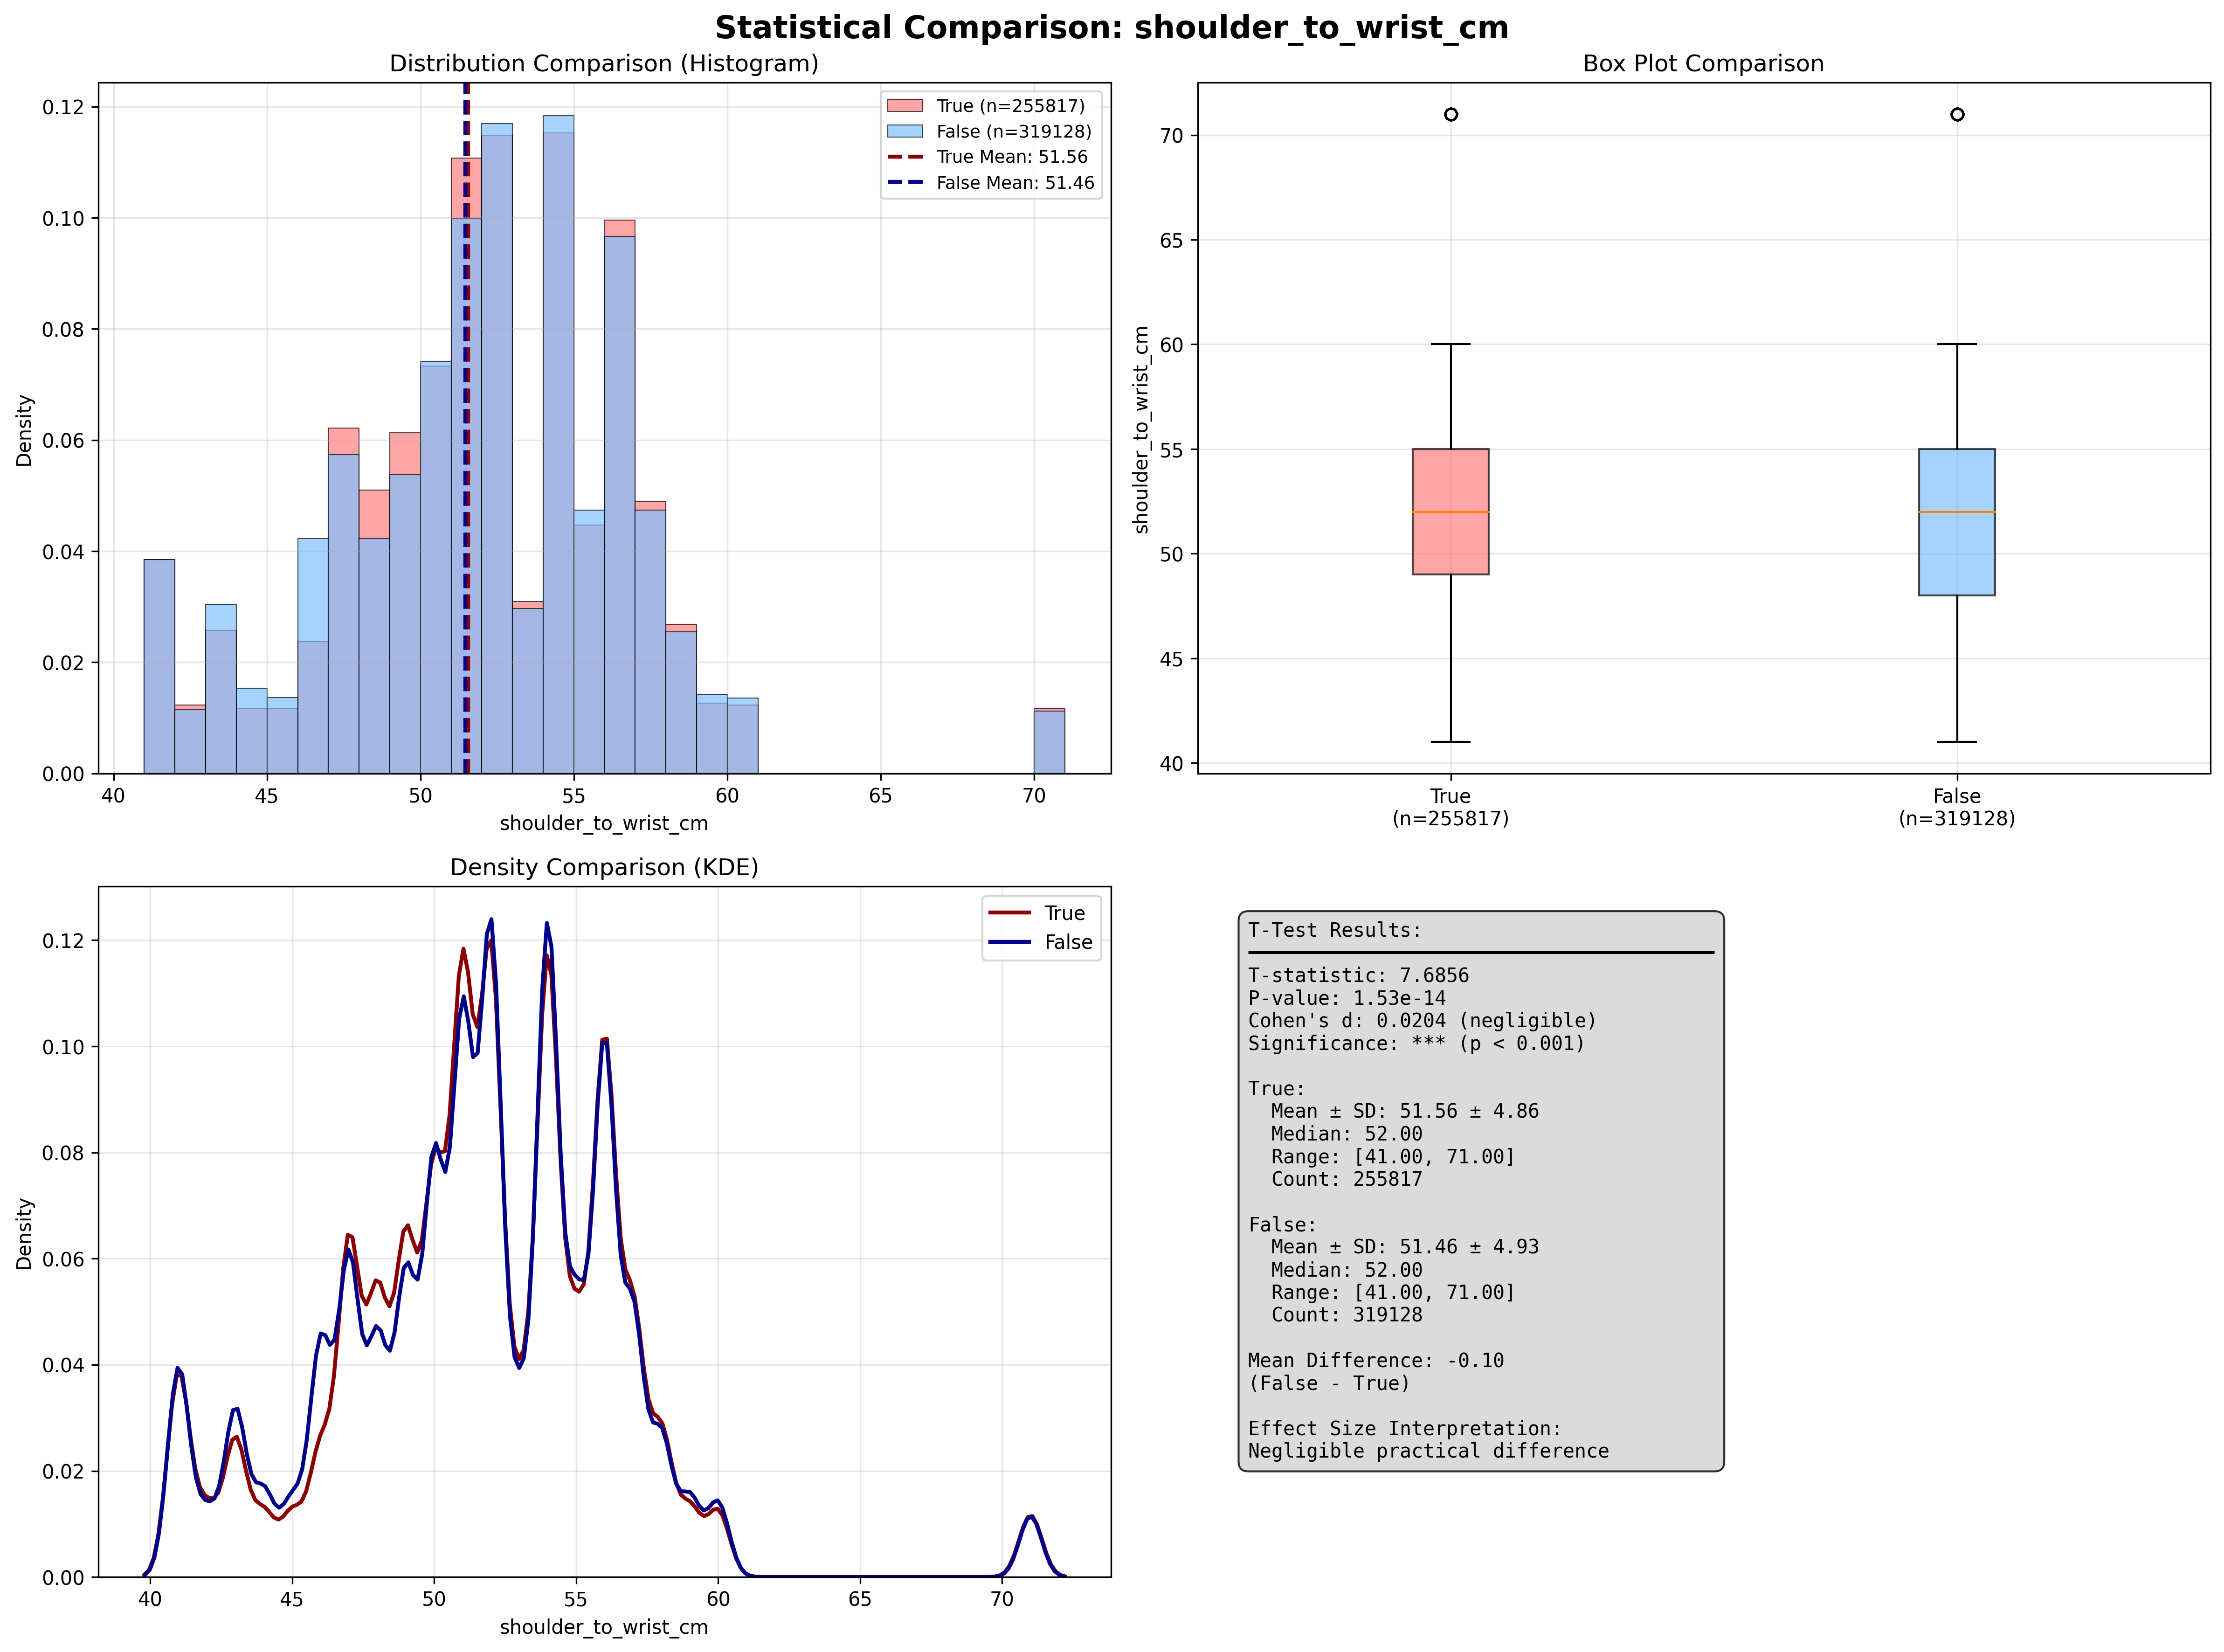 Statistical Comparison: shoulder_to_wrist_cm
Distribution Comparison (Histogram)
True (n=255817)
False (n=319128)
True Mean: 51.56
False Mean: 51.46
Density
0.12
0.10
0.08
0.06
0.04
0.02
0.00
40
45
50
55
60
65
70
shoulder_to_wrist_cm
Box Plot Comparison
shoulder_to_wrist_cm
70
65
60
55
50
45
40
True
(n=255817)
False
(n=319128)
Density Comparison (KDE)
True
False
Density
0.12
0.10
0.08
0.06
0.04
0.02
0.00
40
45
50
55
60
65
70
shoulder_to_wrist_cm
T-Test Results:
T-statistic: 7.6856
P-value: 1.53e-14
Cohen's d: 0.0204 (negligible)
Significance: *** (p < 0.001)
True:
Mean ± SD: 51.56 ± 4.86
Median: 52.00
Range: [41.00, 71.00]
Count: 255817
False:
Mean ± SD: 51.46 ± 4.93
Median: 52.00
Range: [41.00, 71.00]
Count: 319128
Mean Difference: -0.10
(False - True)
Effect Size Interpretation:
Negligible practical difference